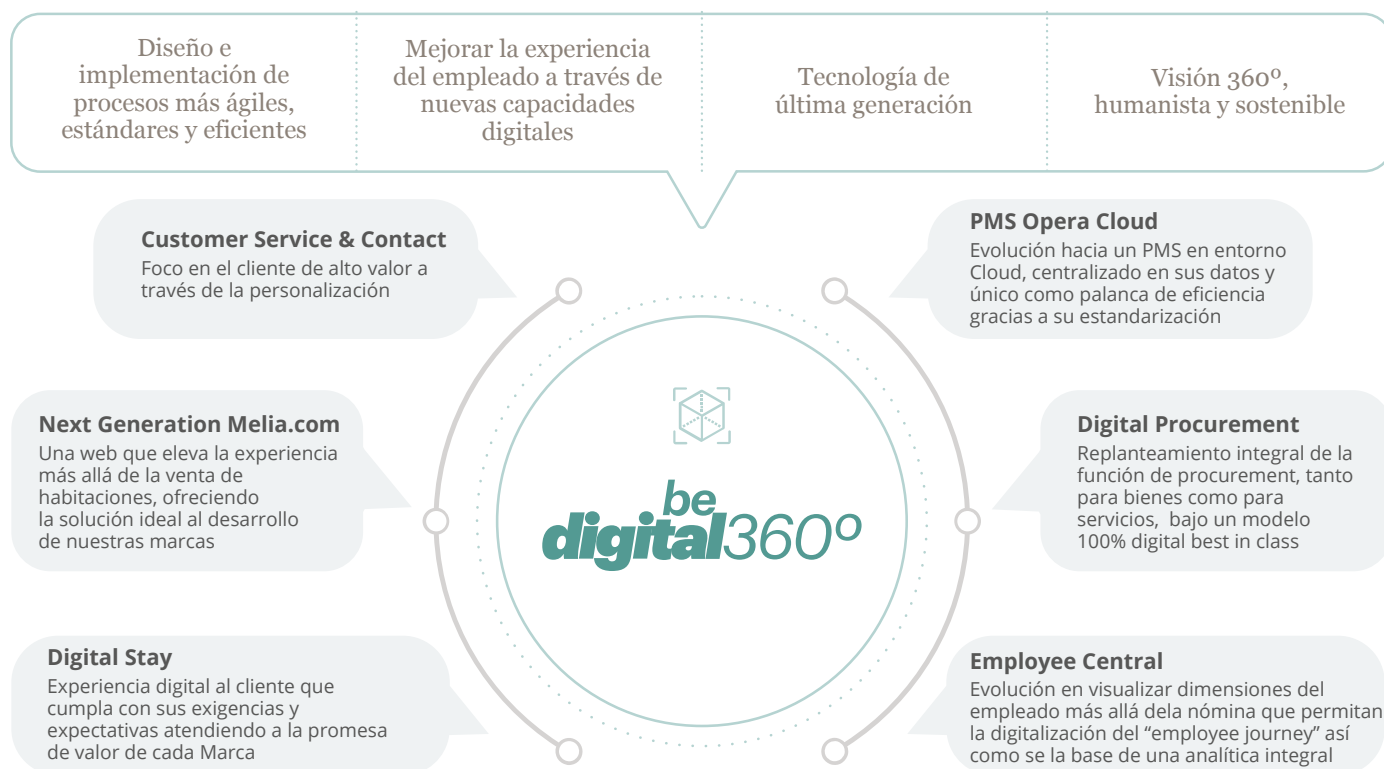 Diseño e
implementación de
procesos más ágiles,
estándares y eficientes
Mejorar la experiencia
del empleado a través de
nuevas capacidades
digitales
Tecnología de
última generación
Visión 360º,
humanista y sostenible
Customer Service & Contact
Foco en el cliente de alto valor a
través de la personalización
PMS Opera Cloud
Evolución hacia un PMS en entorno
Cloud, centralizado en sus datos y
único como palanca de eficiencia
gracias a su estandarización
Next Generation Melia.com
Una web que eleva la experiencia
más allá de la venta de
habitaciones, ofreciendo
la solución ideal al desarrollo
de nuestras marcas
be
digital360º
Digital Procurement
Replanteamiento integral de la
función de procurement, tanto
para bienes como para
servicios, bajo un modelo
100% digital best in class
Digital Stay
Experiencia digital al cliente que
cumpla con sus exigencias y
expectativas atendiendo a la promesa
de valor de cada Marca
Employee Central
Evolución en visualizar dimensiones del
empleado más allá dela nómina que permitan
la digitalización del “employee journey” así
como se la base de una analítica integral